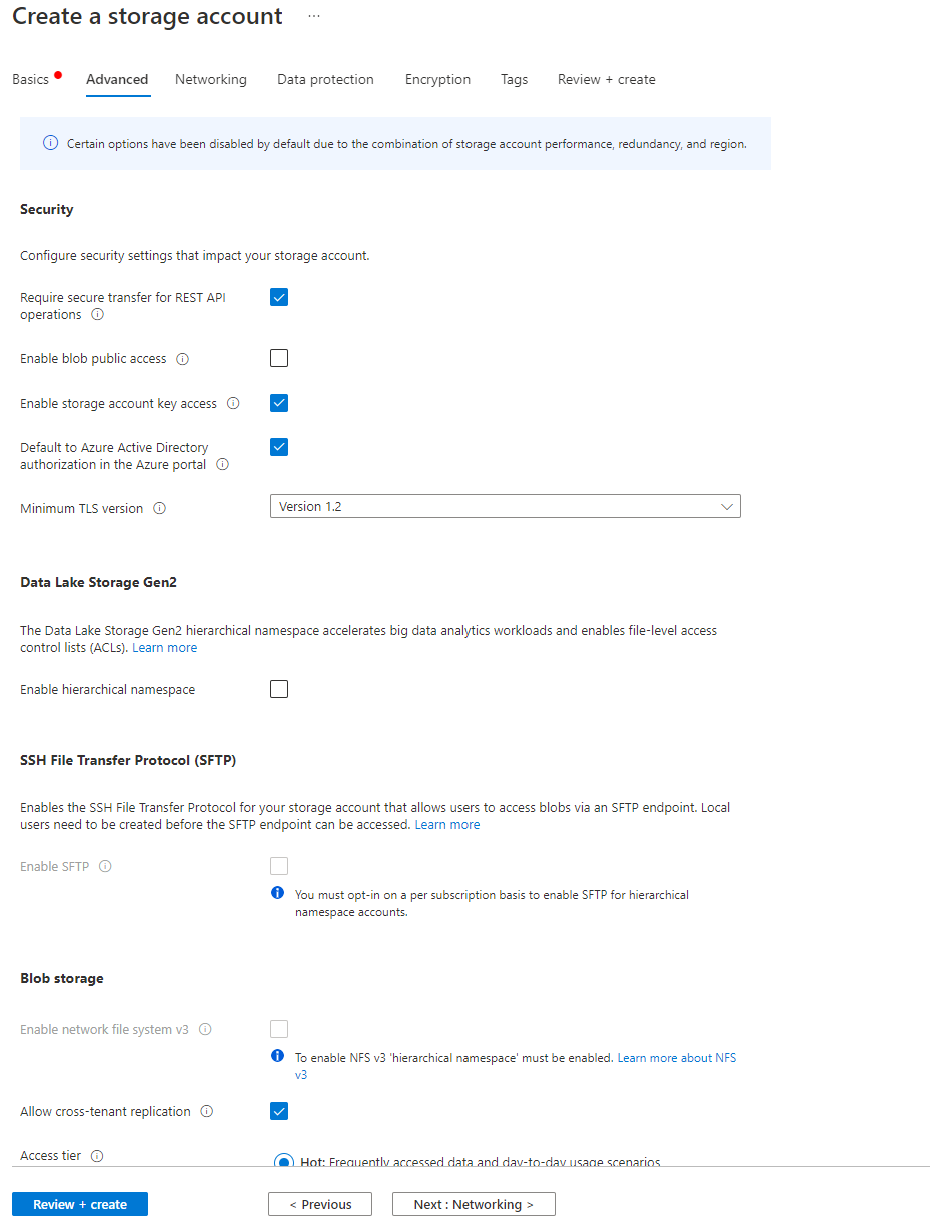 Create a storage account ...
Basics Advanced Networking Data protection Encryption Tags Review + create
Certain options have been disabled by default due to the combination of storage account performance, redundancy, and region.
Security
Configure security settings that impact your storage account.
Require secure transfer for REST API
operations
Enable blob public access
Enable storage account key access
Default to Azure Active Directory
authorization in the Azure portal
Minimum TLS version Version 1.2
Data Lake Storage Gen2
The Data Lake Storage Gen2 hierarchical namespace accelerates big data analytics workloads and enables file-level access
control lists (ACLs). Learn more
Enable hierarchical namespace
SSH File Transfer Protocol (SFTP)
Enables the SSH File Transfer Protocol for your storage account that allows users to access blobs via an SFTP endpoint. Local
users need to be created before the SFTP endpoint can be accessed. Learn more
Enable SFTP
You must opt-in on a per subscription basis to enable SFTP for hierarchical
namespace accounts.
Blob storage
Enable network file system v3
To enable NFS v3 'hierarchical namespace' must be enabled. Learn more about NFS
v3
Allow cross-tenant replication
Access tier Hot: Frequently accessed data and day-to-day usage scenarios
Review + create < Previous Next : Networking >